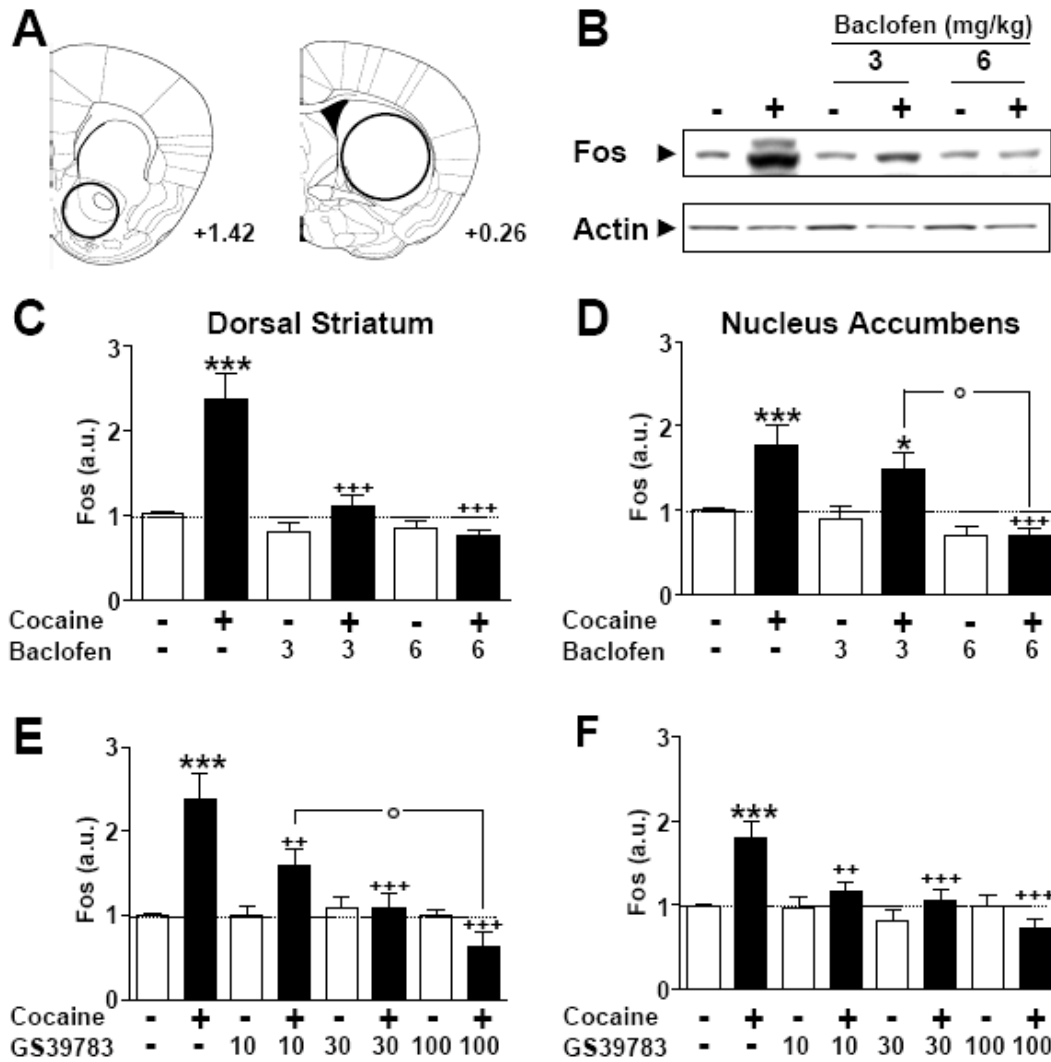 A
+1.42
+0.26
B
Baclofen (mg/kg)
3 6
- + - + - +
Fos
Actin
C
Dorsal Striatum
3
2
1
0
Fos (a.u.)
***
+++
+++
Cocaine - + - + - +
Baclofen - - 3 3 6 6
D
Nucleus Accumbens
3
2
1
0
Fos (a.u.)
***
*
°
+++
Cocaine - + - + - +
Baclofen - - 3 3 6 6
E
3
2
1
0
Fos (a.u.)
***
++
°
+++
+++
Cocaine - + - + - + - +
GS39783 - - 10 10 30 30 100 100
F
3
2
1
0
Fos (a.u.)
***
++
+++
+++
Cocaine - + - + - + - +
GS39783 - - 10 10 30 30 100 100